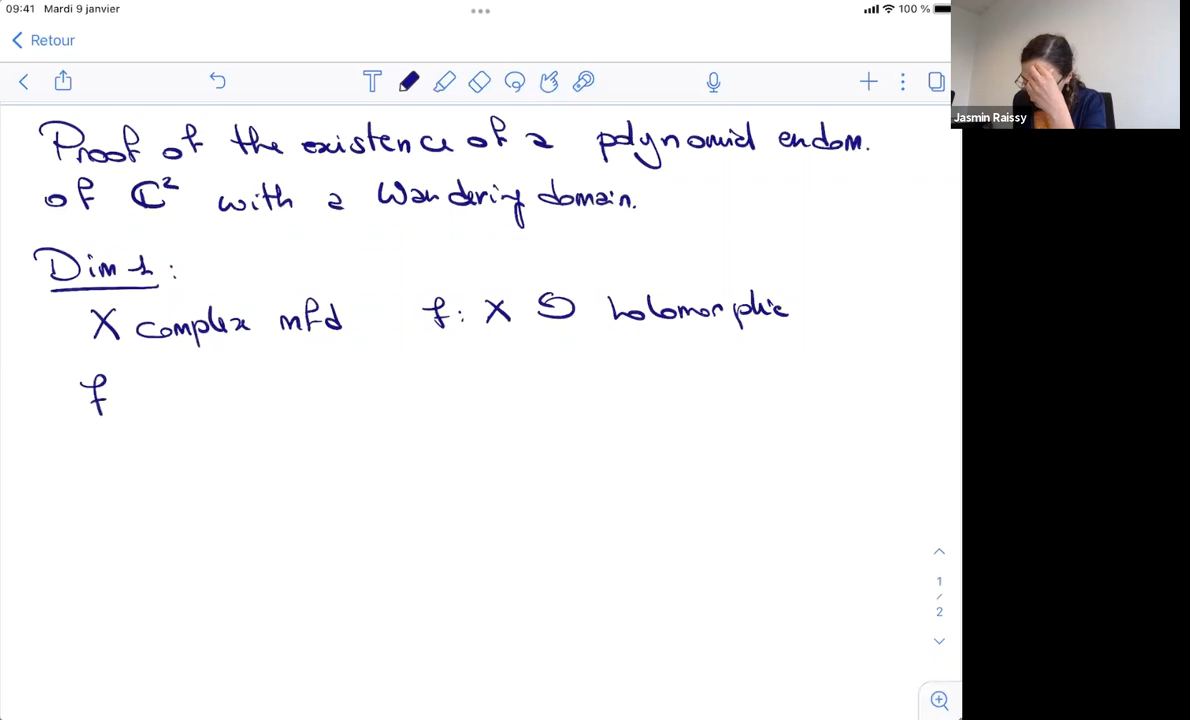 09:41 Mardi 9 janvier
100 %
Retour
Jasmin Raissy
Proof of the existence of a polynomial endom.
of ℂ² with a Wandering domain.
Dim 1:
X complex mfd f: X ↺ holomorphic
f
1
/
2